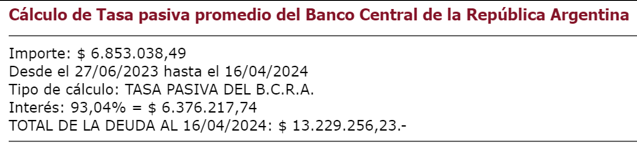 Cálculo de Tasa pasiva promedio del Banco Central de la República Argentina
Importe: $ 6.853.038,49
Desde el 27/06/2023 hasta el 16/04/2024
Tipo de cálculo: TASA PASIVA DEL B.C.R.A.
Interés: 93,04% = $ 6.376.217,74
TOTAL DE LA DEUDA AL 16/04/2024: $ 13.229.256,23.-